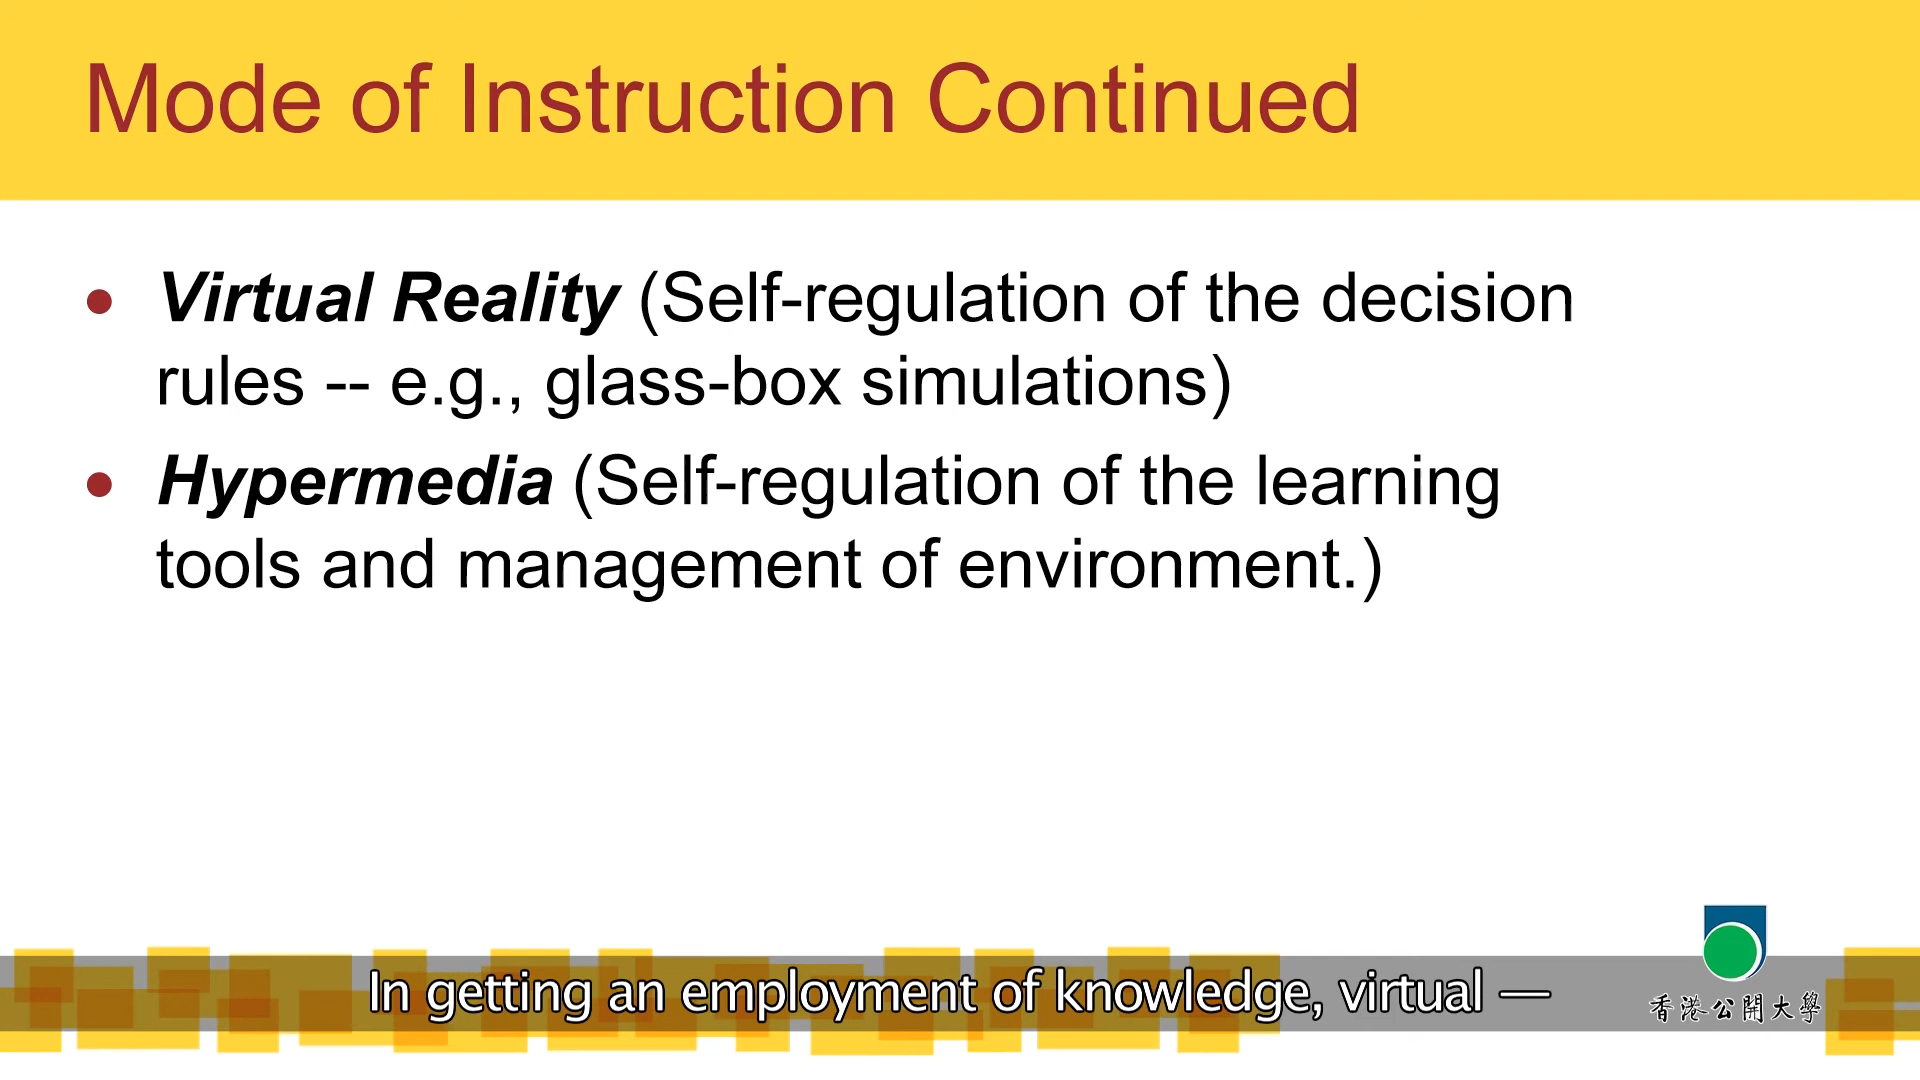 Mode of Instruction Continued
• Virtual Reality (Self-regulation of the decision
rules -- e.g., glass-box simulations)
• Hypermedia (Self-regulation of the learning
tools and management of environment.)
In getting an employment of knowledge, virtual —
香港公開大學